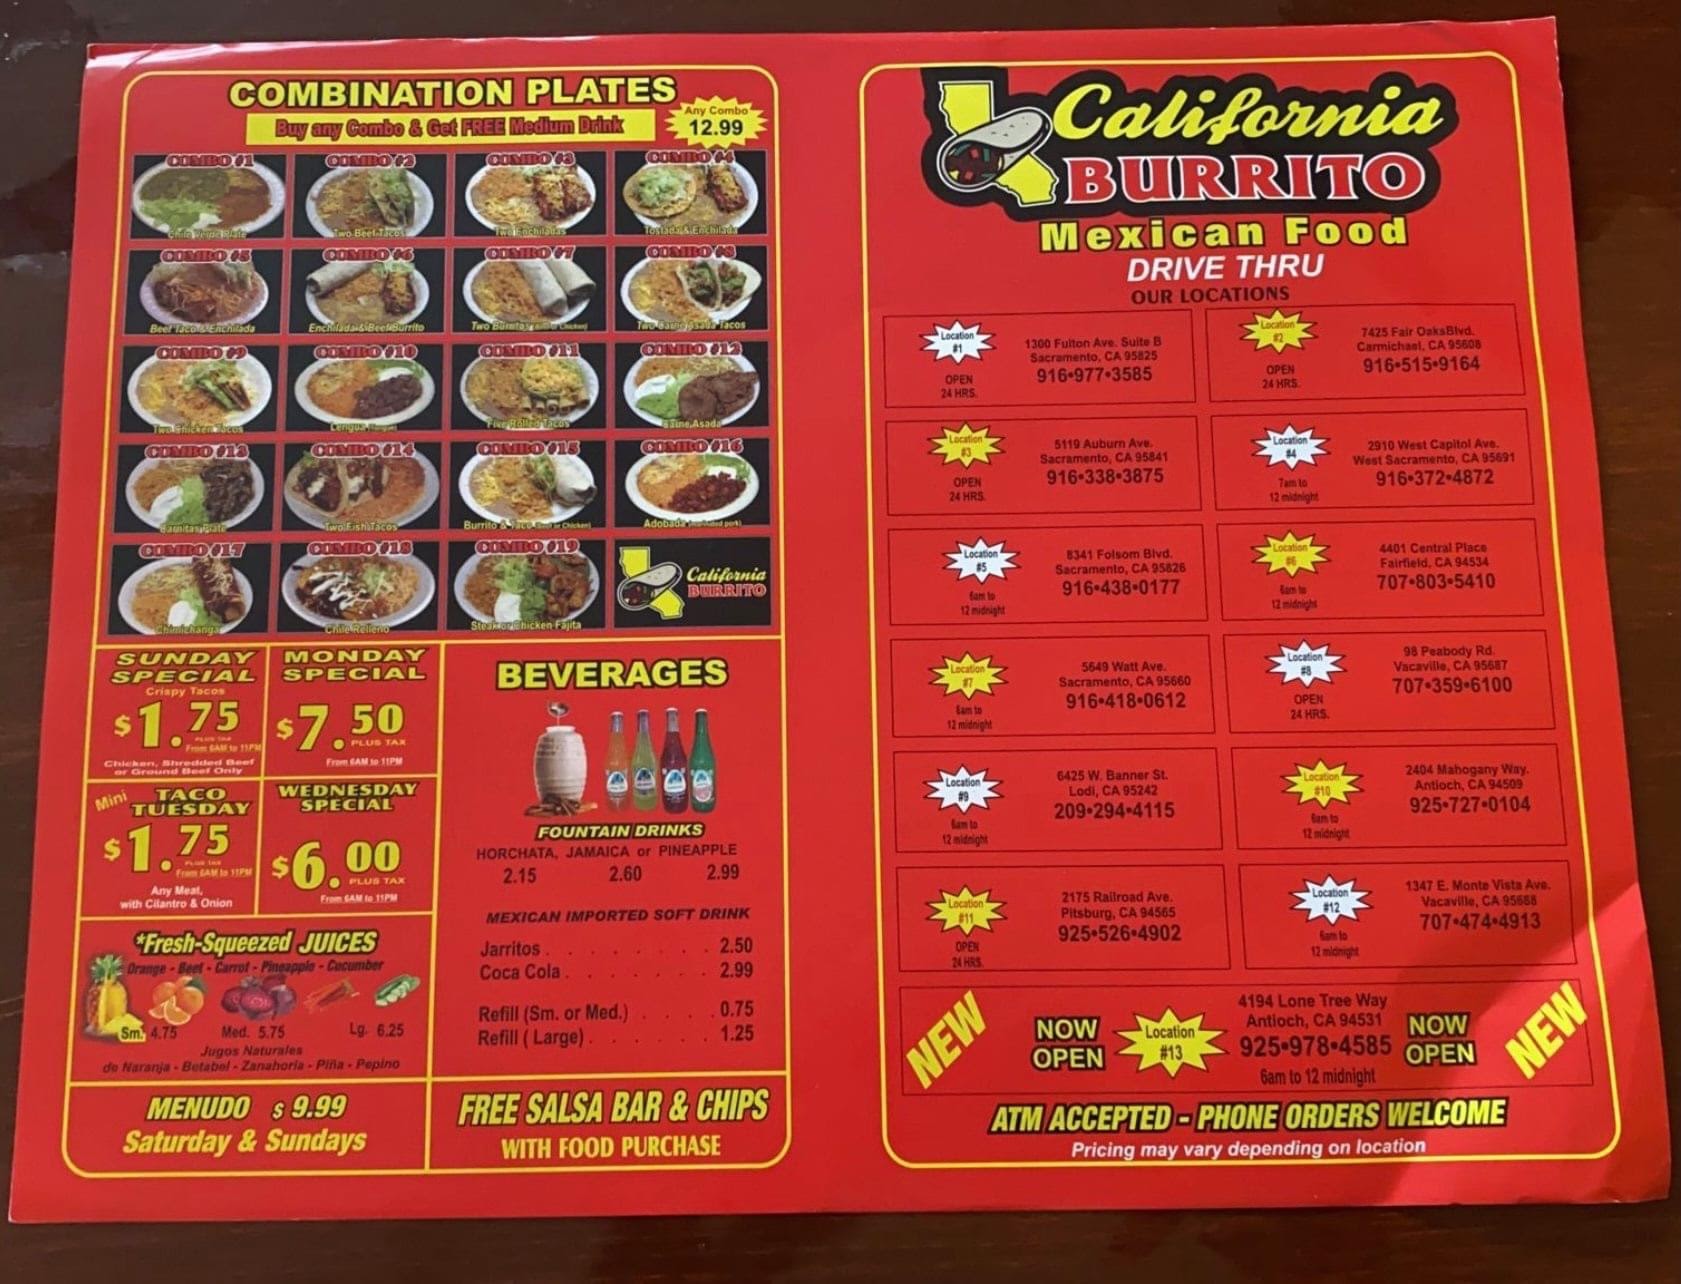 COMBINATION PLATES
Buy any Combo & Get FREE Medium Drink
Any Combo
12.99
COMBO #1
COMBO #2
COMBO #3
COMBO #4
Chile Verde Plate
Two Beef Tacos
Two Enchiladas
Tostada & Enchilada
COMBO #5
COMBO #6
COMBO #7
COMBO #8
Beef Taco & Enchilada
Enchilada & Beef Burrito
Two Burritos (Beef or Chicken)
Two Carne Asada Tacos
COMBO #9
COMBO #10
COMBO #11
COMBO #12
Two Chicken Tacos
Lengua (Tongue)
Five Rolled Tacos
Carne Asada
COMBO #13
COMBO #14
COMBO #15
COMBO #16
Carnitas Plate
Two Fish Tacos
Burrito & Taco (Beef or Chicken)
Adobada (marinated pork)
COMBO #17
COMBO #18
COMBO #19
Chimichanga
Chile Relleno
Steak or Chicken Fajita
California
BURRITO
SUNDAY
SPECIAL
Crispy Tacos
$1.75
PLUS TAX
From 6AM to 11PM
Chicken, Shredded Beef
or Ground Beef Only
MONDAY
SPECIAL
$7.50
PLUS TAX
From 6AM to 11PM
Mini TACO
TUESDAY
$1.75
PLUS TAX
From 6AM to 11PM
Any Meat,
with Cilantro & Onion
WEDNESDAY
SPECIAL
$6.00
PLUS TAX
From 6AM to 11PM
*Fresh-Squeezed JUICES
Orange - Beet - Carrot - Pineapple - Cucumber
Sm. 4.75 Med. 5.75 Lg. 6.25
Jugos Naturales
de Naranja - Betabel - Zanahoria - Piña - Pepino
MENUDO $ 9.99
Saturday & Sundays
BEVERAGES
FOUNTAIN DRINKS
HORCHATA, JAMAICA or PINEAPPLE
2.15 2.60 2.99
MEXICAN IMPORTED SOFT DRINK
Jarritos . . . . . . . . 2.50
Coca Cola . . . . . . . 2.99
Refill (Sm. or Med.) . . . . 0.75
Refill ( Large) . . . . . . 1.25
FREE SALSA BAR & CHIPS
WITH FOOD PURCHASE
California
BURRITO
Mexican Food
DRIVE THRU
OUR LOCATIONS
Location
#1
OPEN
24 HRS.
1300 Fulton Ave. Suite B
Sacramento, CA 95825
916•977•3585
Location
#2
OPEN
24 HRS.
7425 Fair OaksBlvd.
Carmichael, CA 95608
916•515•9164
Location
#3
OPEN
24 HRS.
5119 Auburn Ave.
Sacramento, CA 95841
916•338•3875
Location
#4
7am to
12 midnight
2910 West Capitol Ave.
West Sacramento, CA 95691
916•372•4872
Location
#5
6am to
12 midnight
8341 Folsom Blvd.
Sacramento, CA 95826
916•438•0177
Location
#6
6am to
12 midnight
4401 Central Place
Fairfield, CA 94534
707•803•5410
Location
#7
6am to
12 midnight
5649 Watt Ave.
Sacramento, CA 95660
916•418•0612
Location
#8
OPEN
24 HRS.
98 Peabody Rd.
Vacaville, CA 95687
707•359•6100
Location
#9
6am to
12 midnight
6425 W. Banner St.
Lodi, CA 95242
209•294•4115
Location
#10
6am to
12 midnight
2404 Mahogany Way.
Antioch, CA 94509
925•727•0104
Location
#11
OPEN
24 HRS.
2175 Railroad Ave.
Pitsburg, CA 94565
925•526•4902
Location
#12
6am to
12 midnight
1347 E. Monte Vista Ave.
Vacaville, CA 95688
707•474•4913
NEW
NOW
OPEN
Location
#13
4194 Lone Tree Way
Antioch, CA 94531
925•978•4585
6am to 12 midnight
NOW
OPEN
NEW
ATM ACCEPTED - PHONE ORDERS WELCOME
Pricing may vary depending on location